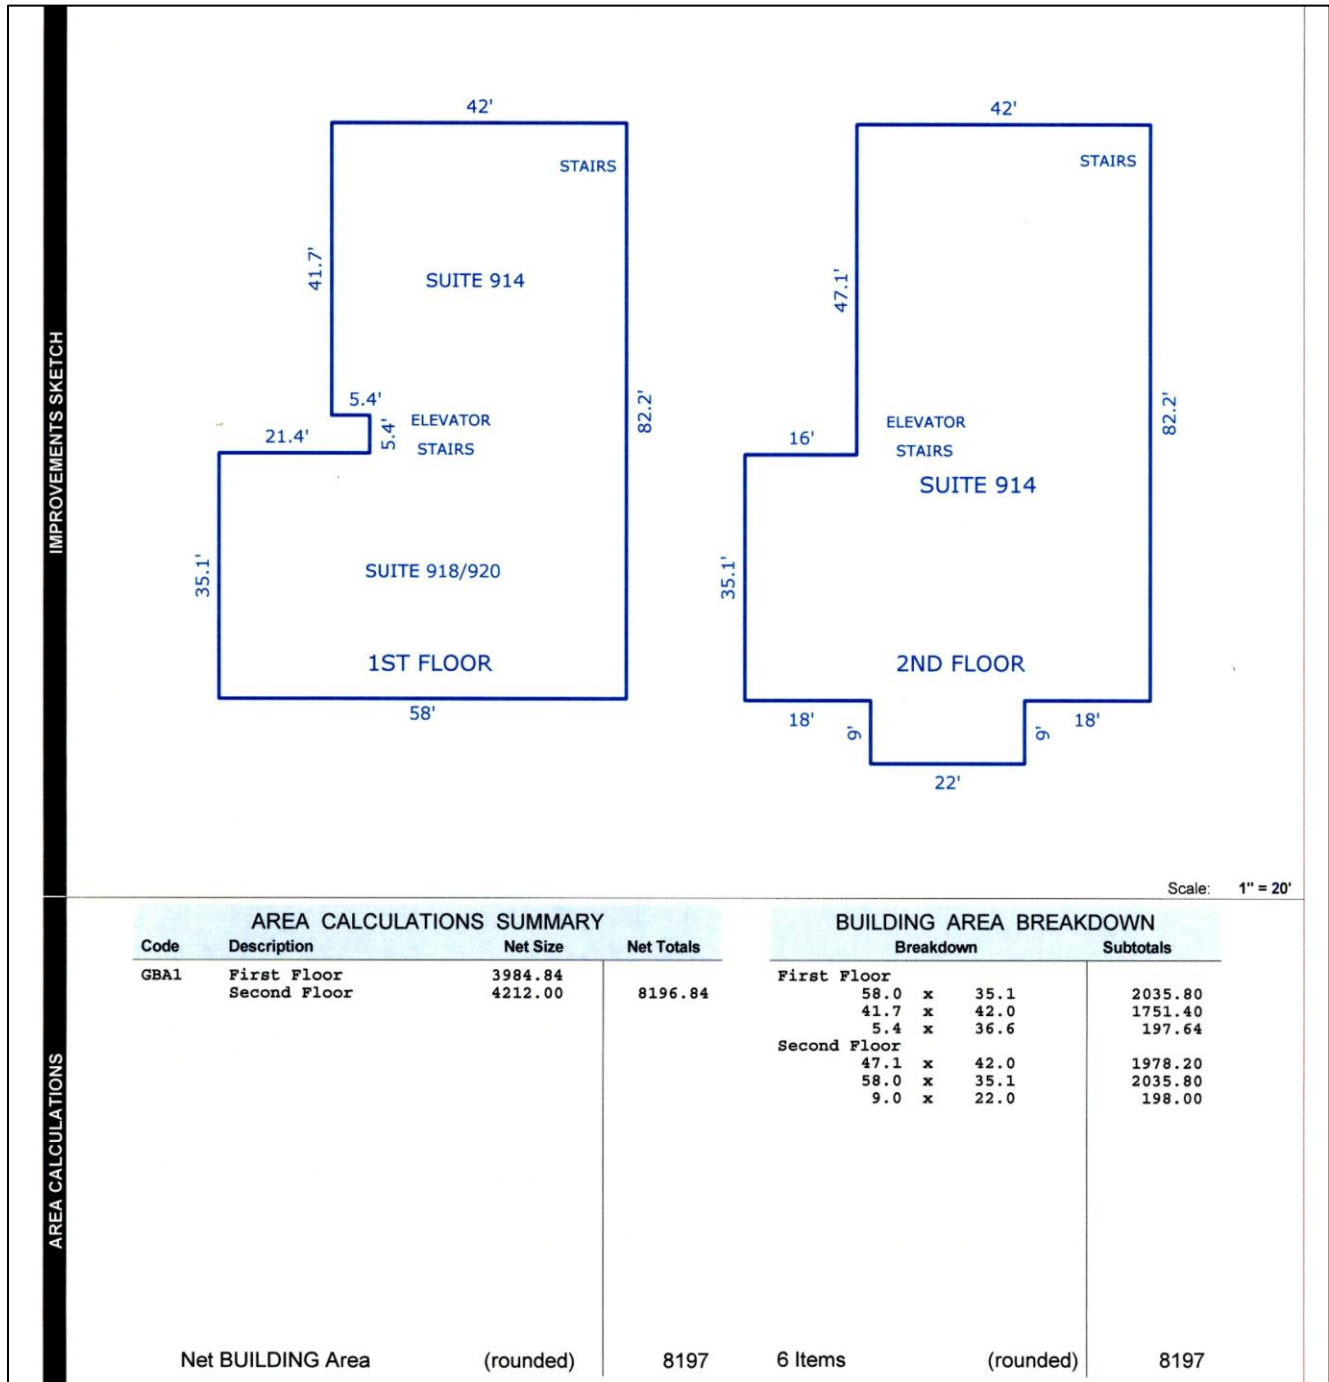 IMPROVEMENTS SKETCH
42'
STAIRS
41.7'
SUITE 914
5.4'
5.4'
ELEVATOR
STAIRS
82.2'
21.4'
35.1'
SUITE 918/920
1ST FLOOR
58'
42'
STAIRS
47.1'
82.2'
ELEVATOR
STAIRS
16'
SUITE 914
35.1'
2ND FLOOR
18'
9'
9'
18'
22'
Scale: 1" = 20'
AREA CALCULATIONS
AREA CALCULATIONS SUMMARY
Code Description Net Size Net Totals
GBA1 First Floor 3984.84
Second Floor 4212.00 8196.84
Net BUILDING Area (rounded) 8197
BUILDING AREA BREAKDOWN
Breakdown Subtotals
First Floor
58.0 x 35.1 2035.80
41.7 x 42.0 1751.40
5.4 x 36.6 197.64
Second Floor
47.1 x 42.0 1978.20
58.0 x 35.1 2035.80
9.0 x 22.0 198.00
6 Items (rounded) 8197